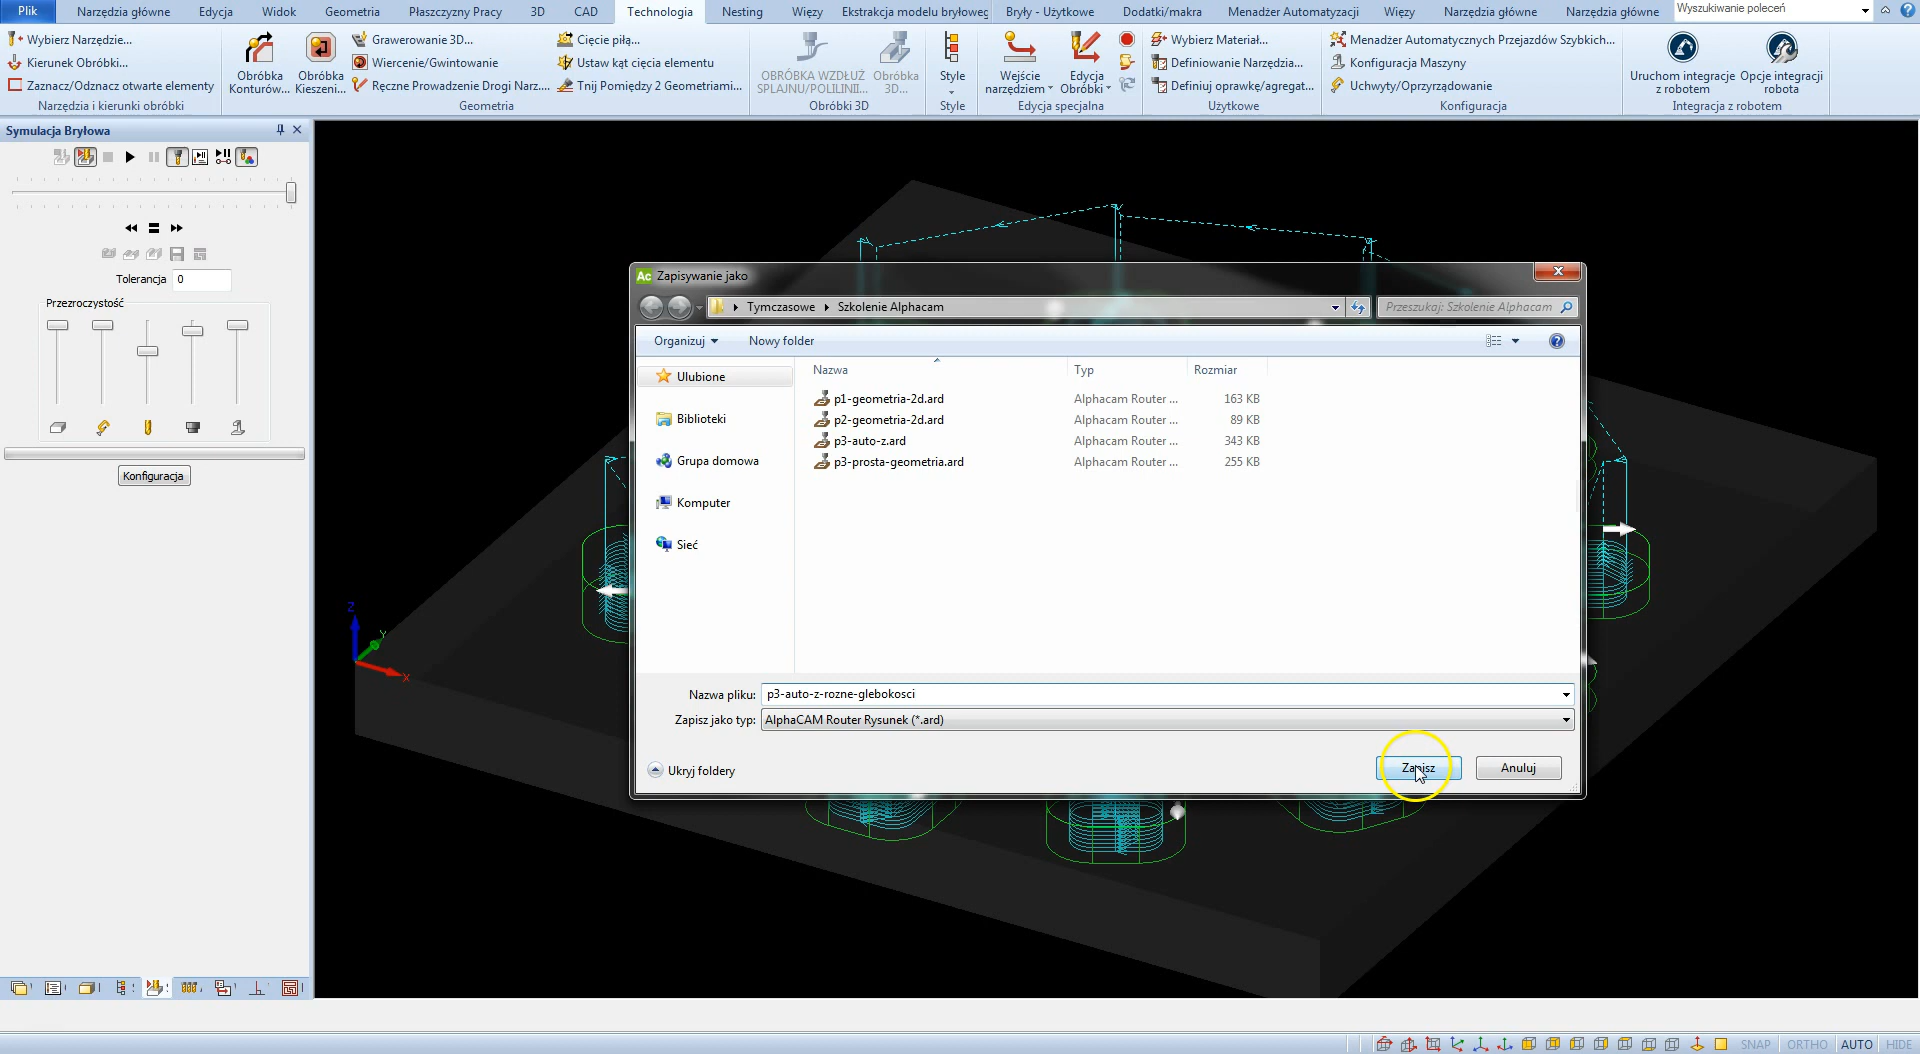 Plik Narzędzia główne Edycja Widok Geometria Płaszczyzny Pracy 3D CAD Technologia Nesting Więzy Ekstrakcja modelu bryłoweg Bryły - Użytkowe Dodatki/makra Menadżer Automatyzacji Więzy Narzędzia główne Narzędzia główne Wyszukiwanie poleceń
Wybierz Narzędzie...
Kierunek Obróbki...
Zaznacz/Odznacz otwarte elementy
Narzędzia i kierunki obróbki
Obróbka Konturów...
Obróbka Kieszeni...
Grawerowanie 3D...
Wiercenie/Gwintowanie
Ręczne Prowadzenie Drogi Narz....
Cięcie piłą...
Ustaw kąt cięcia elementu
Tnij Pomiędzy 2 Geometriami...
Geometria
OBRÓBKA WZDŁUŻ SPLAJNU/POLILINII...
Obróbka 3D...
Obróbki 3D
Style
Style
Wejście narzędziem
Edycja Obróbki
Edycja specjalna
Wybierz Materiał...
Definiowanie Narzędzia...
Definiuj oprawkę/agregat...
Użytkowe
Menadżer Automatycznych Przejazdów Szybkich...
Konfiguracja Maszyny
Uchwyty/Oprzyrządowanie
Konfiguracja
Uruchom integracje z robotem
Opcje integracji robota
Integracja z robotem
Symulacja Bryłowa
Tolerancja 0
Przezroczystość
Konfiguracja
Z
Y
X
Ac Zapisywanie jako
Tymczasowe Szkolenie Alphacam
Przeszukaj: Szkolenie Alphacam
Organizuj Nowy folder
Ulubione
Biblioteki
Grupa domowa
Komputer
Sieć
Nazwa Typ Rozmiar
p1-geometria-2d.ard Alphacam Router ... 163 KB
p2-geometria-2d.ard Alphacam Router ... 89 KB
p3-auto-z.ard Alphacam Router ... 343 KB
p3-prosta-geometria.ard Alphacam Router ... 255 KB
Nazwa pliku: p3-auto-z-rozne-glebokosci
Zapisz jako typ: AlphaCAM Router Rysunek (*.ard)
Ukryj foldery
Zapisz Anuluj
SNAP ORTHO AUTO HIDE